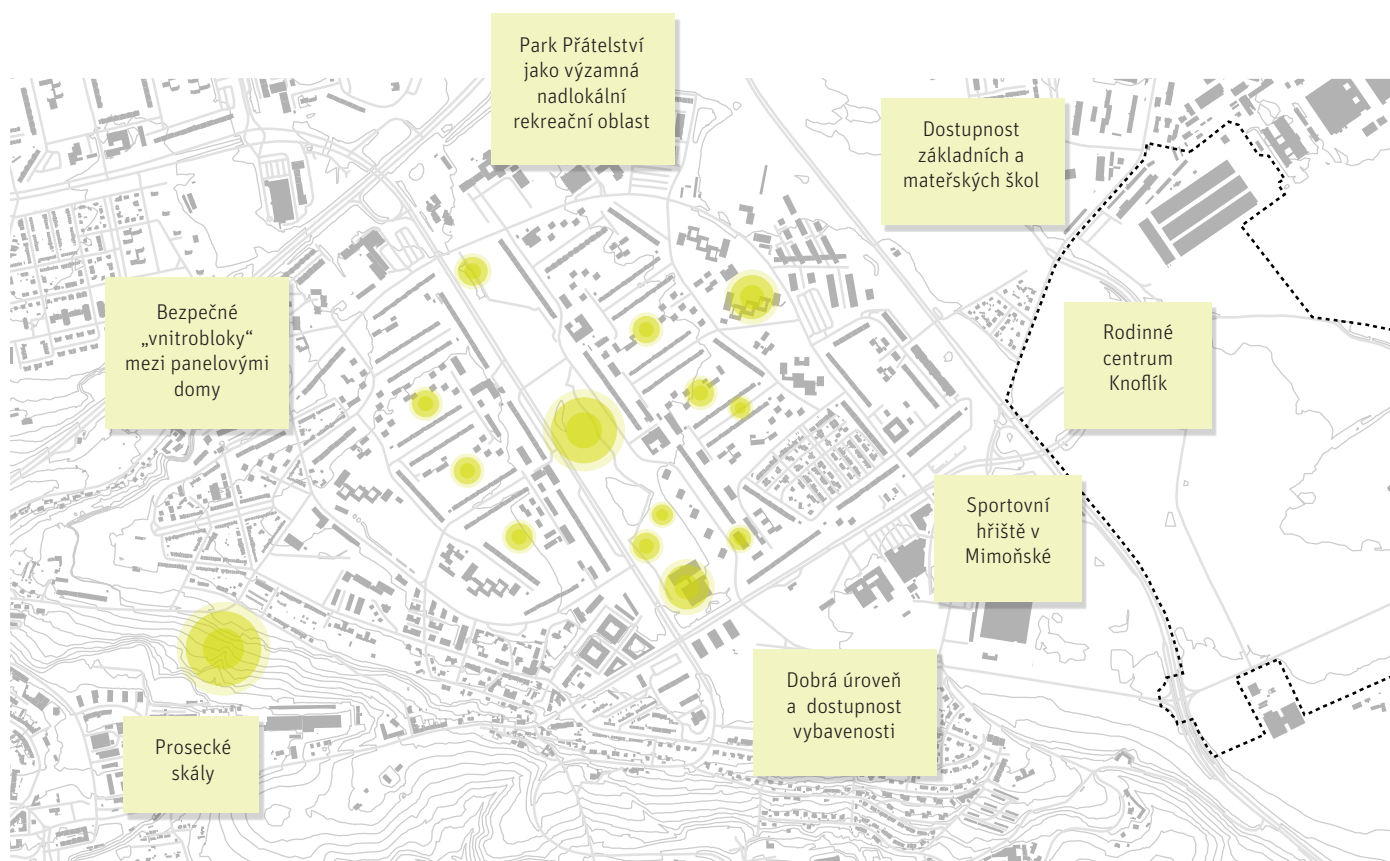 Park Přátelství
jako výzamná
nadlokální
rekreační oblast
Dostupnost
základních a
mateřských škol
Bezpečné
„vnitrobloky“
mezi panelovými
domy
Rodinné
centrum
Knoflík
Sportovní
hřiště v
Mimoňské
Dobrá úroveň
a dostupnost
vybavenosti
Prosecké
skály